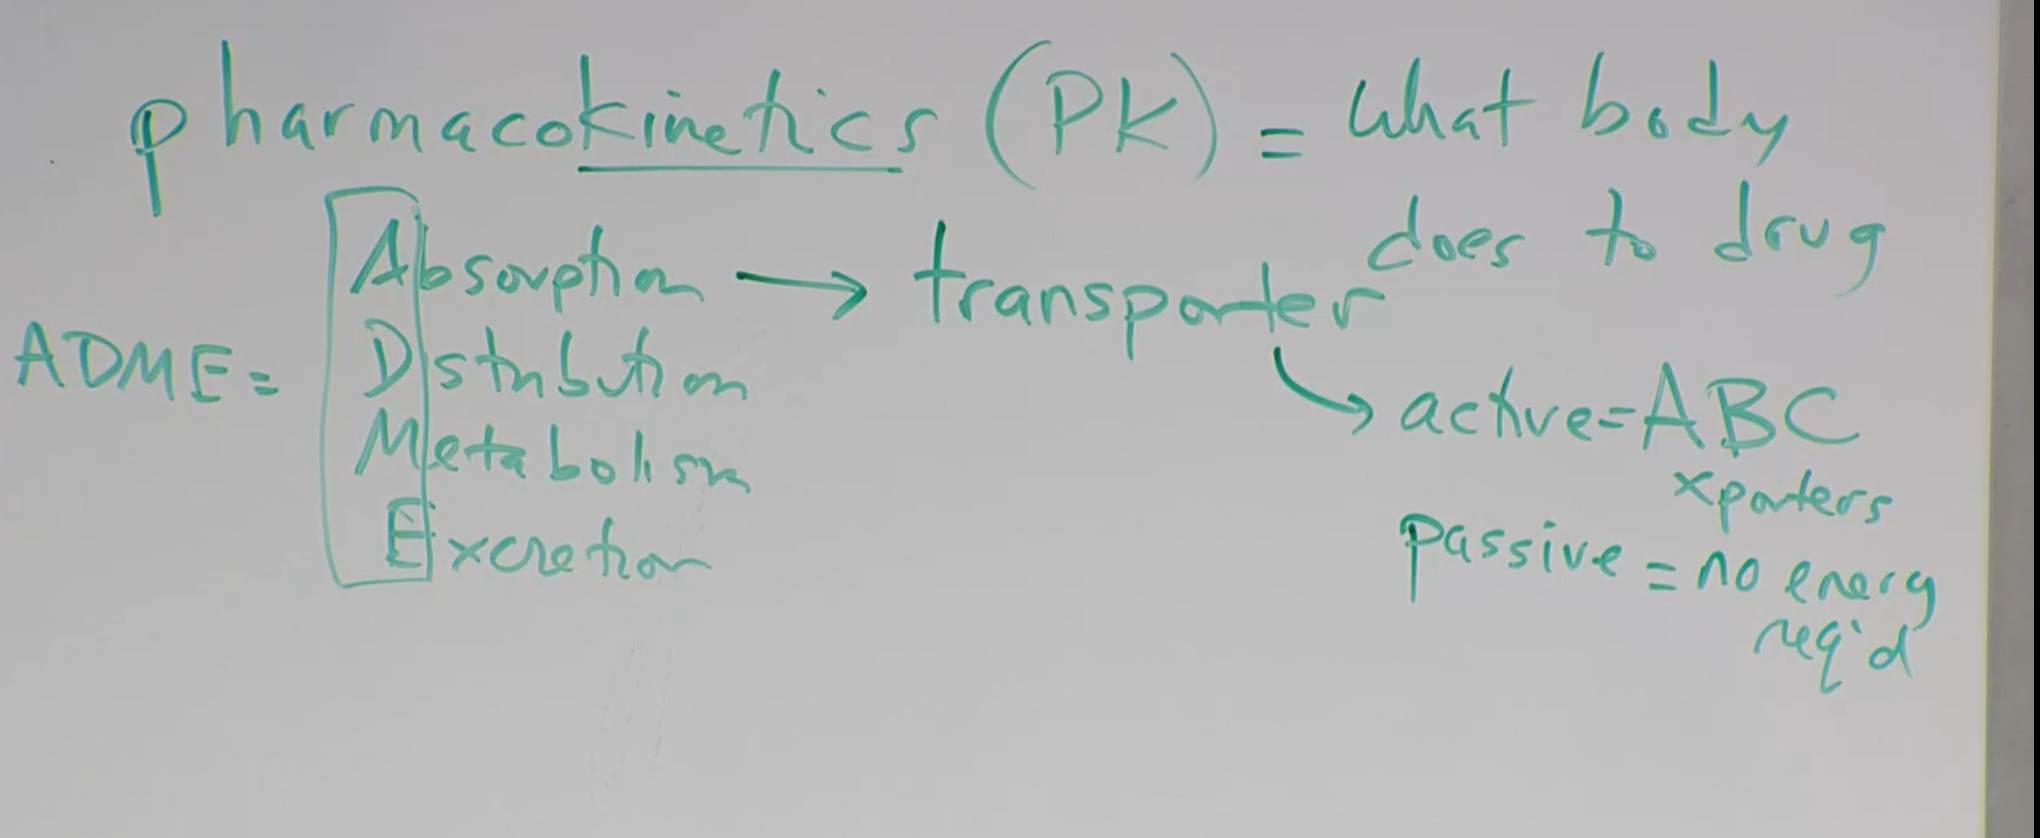 pharmacokinetics (PK) = what body
does to drug
ADME =
Absorption → transporter
Distribution
Metabolism
Excretion
active = ABC
xporters
passive = no energy
req'd